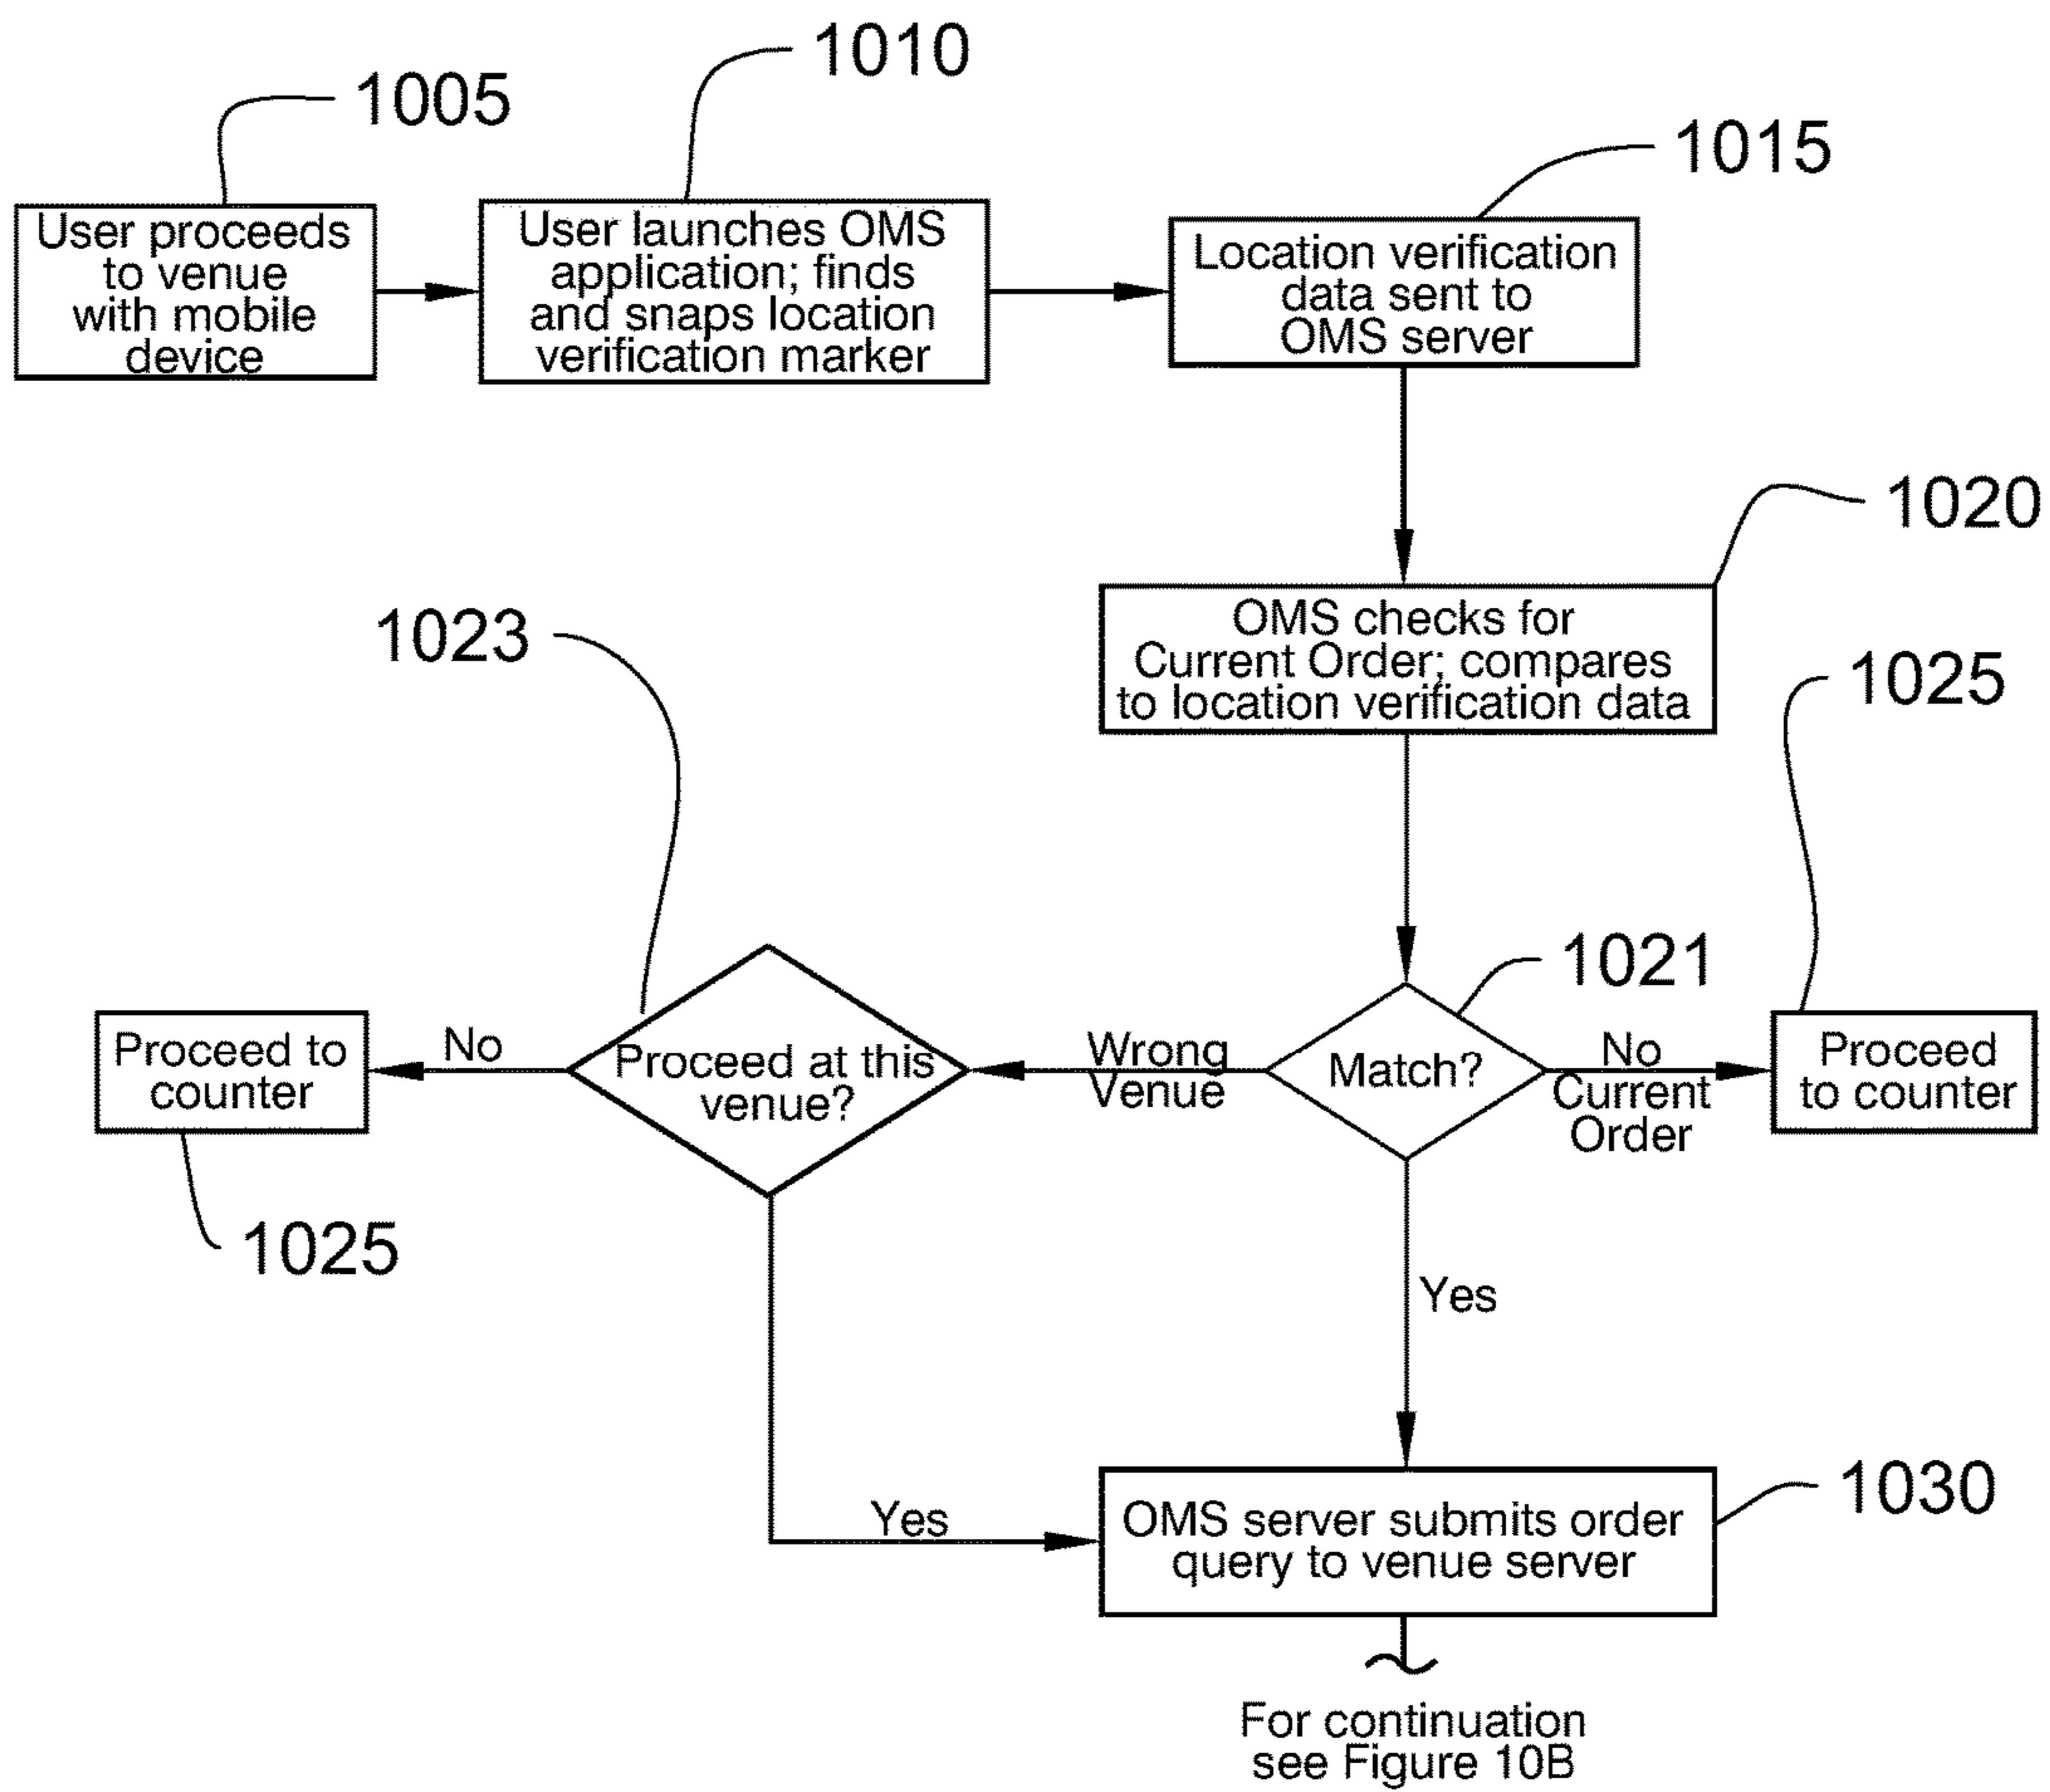 1010
1005
1015
User proceeds
to venue
with mobile
device
User launches OMS
application; finds
and snaps location
verification marker
Location verification
data sent to
OMS server
1020
1023
OMS checks for
Current Order; compares
to location verification data
1025
1021
Proceed to
counter
No
Proceed at this
venue?
Wrong
Venue
Match?
No
Current
Order
Proceed
to counter
1025
Yes
Yes
1030
OMS server submits order
query to venue server
For continuation
see Figure 10B